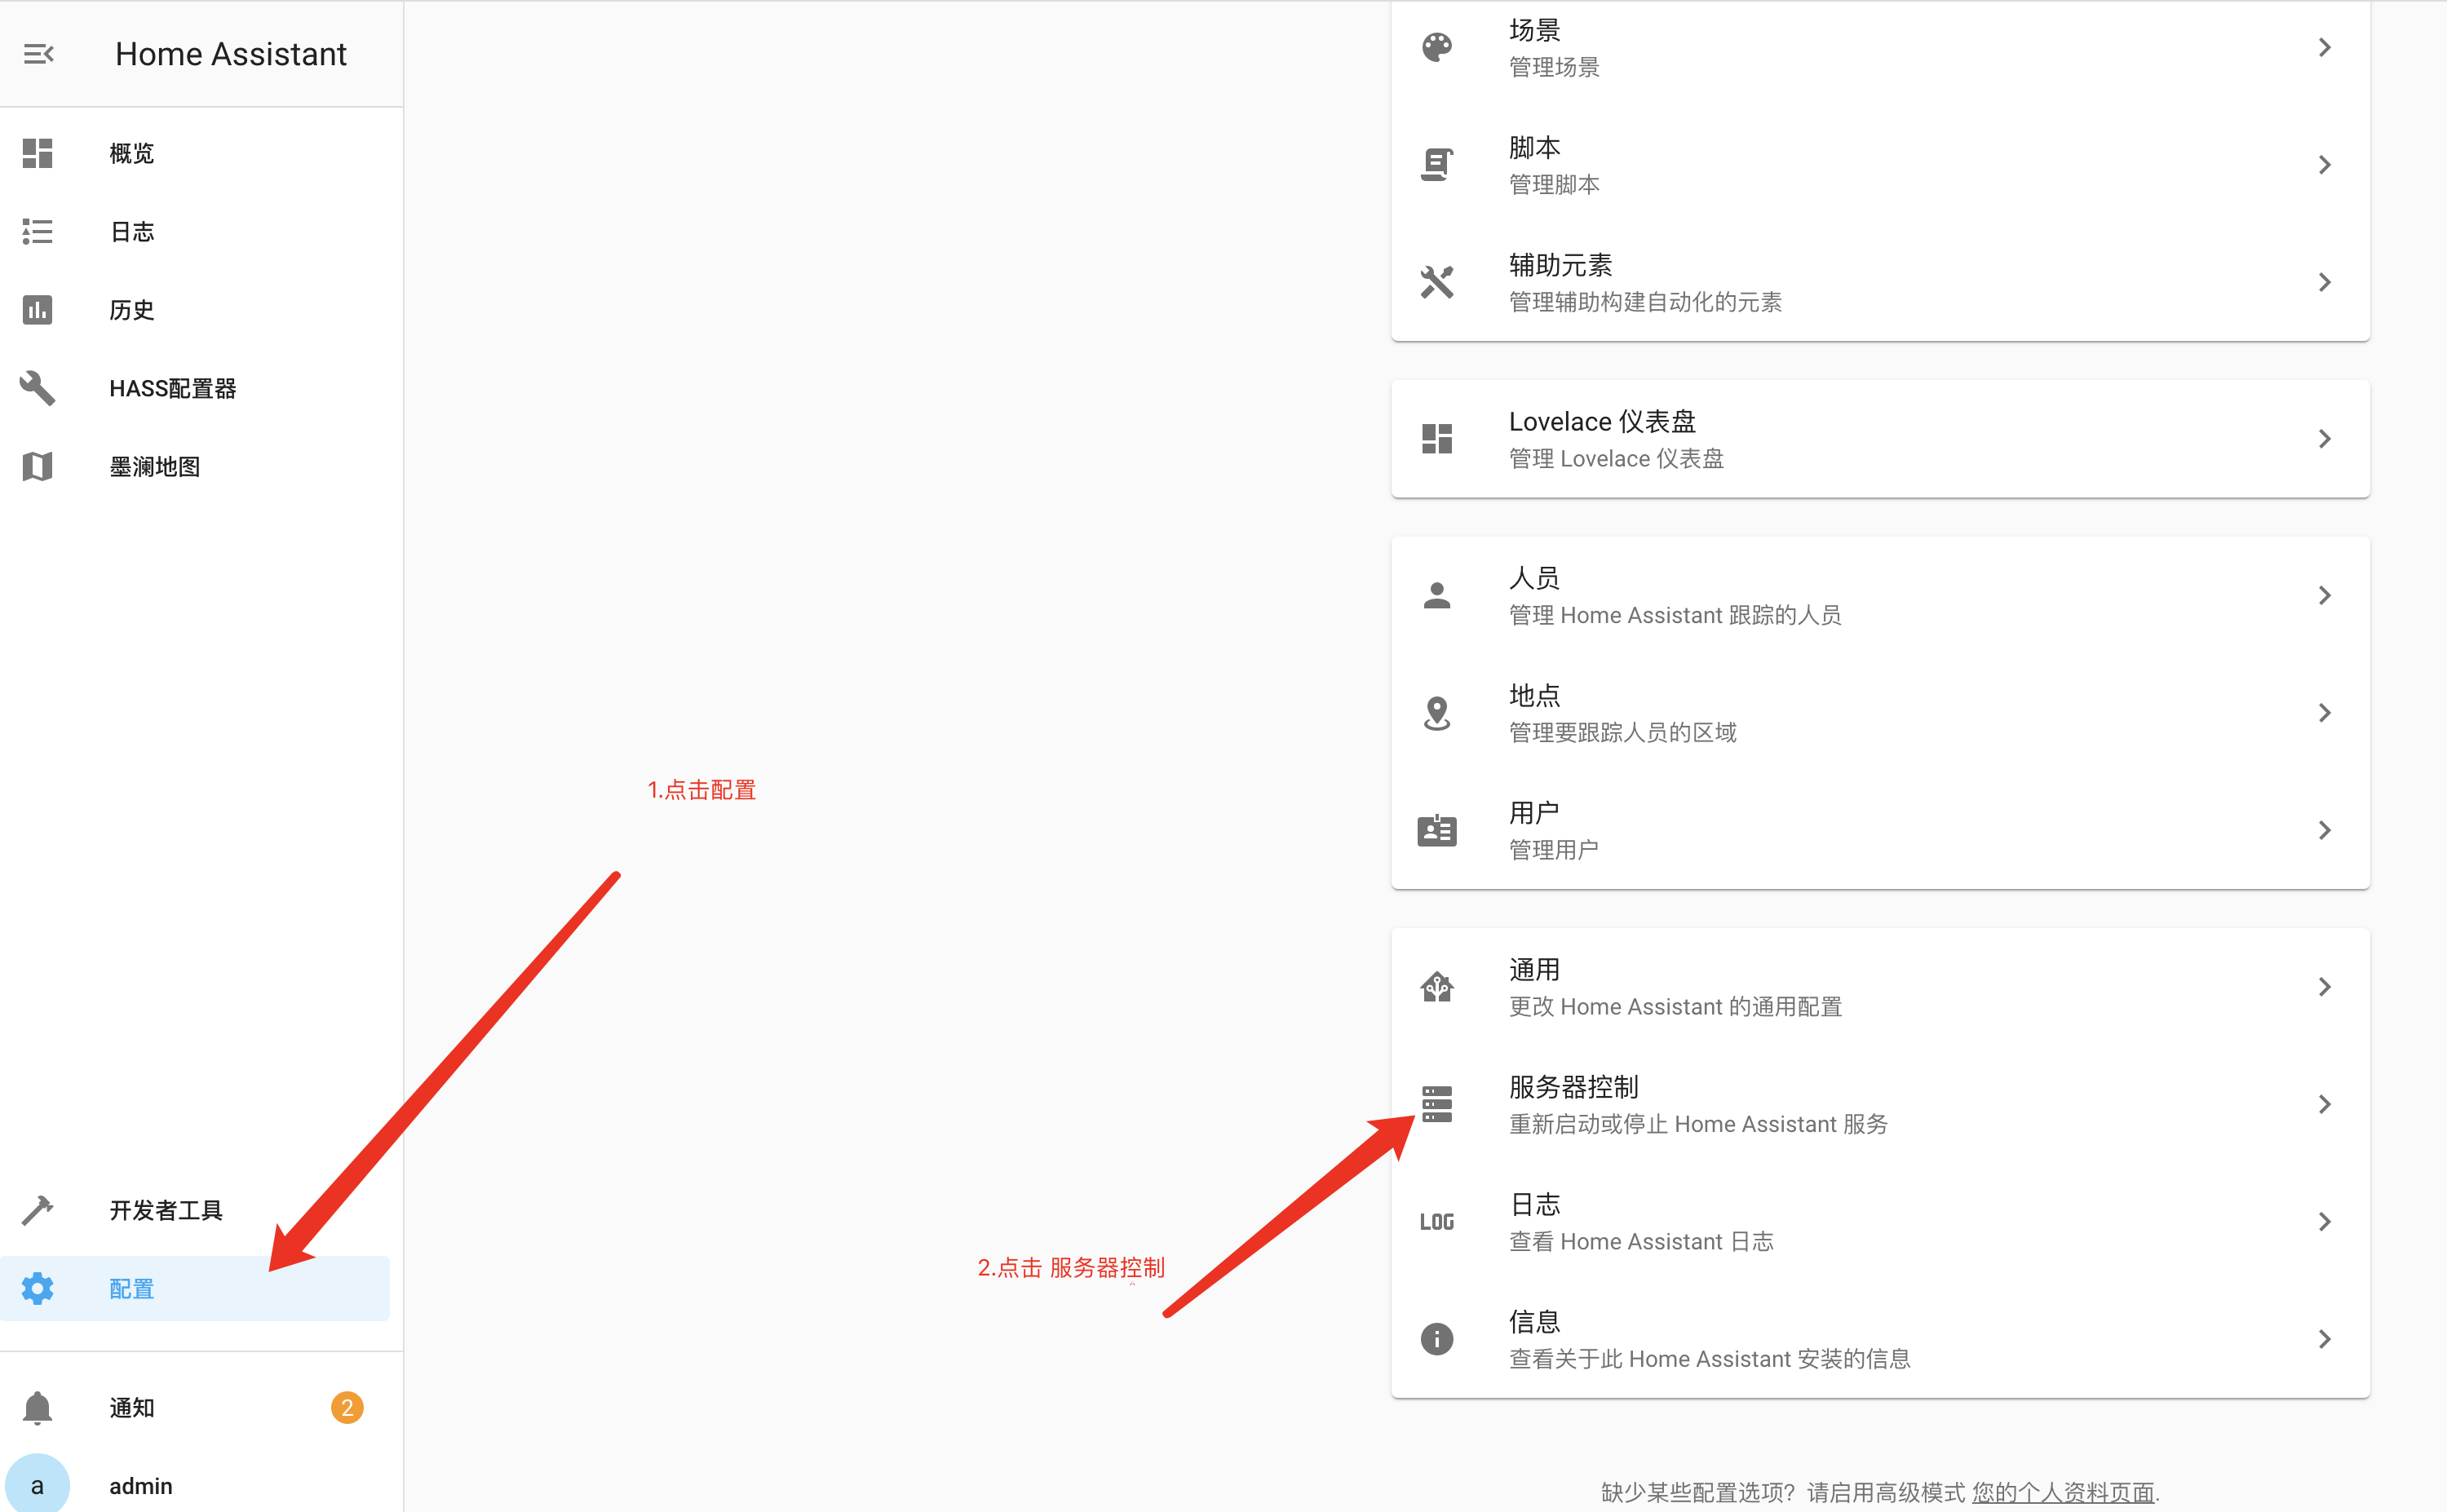 Home Assistant
概览
日志
历史
HASS配置器
墨澜地图
开发者工具
配置
通知
2
a
admin
1.点击配置
2.点击 服务器控制
场景
管理场景
脚本
管理脚本
辅助元素
管理辅助构建自动化的元素
Lovelace 仪表盘
管理 Lovelace 仪表盘
人员
管理 Home Assistant 跟踪的人员
地点
管理要跟踪人员的区域
用户
管理用户
通用
更改 Home Assistant 的通用配置
服务器控制
重新启动或停止 Home Assistant 服务
LOG
日志
查看 Home Assistant 日志
信息
查看关于此 Home Assistant 安装的信息
缺少某些配置选项？请启用高级模式 您的个人资料页面.